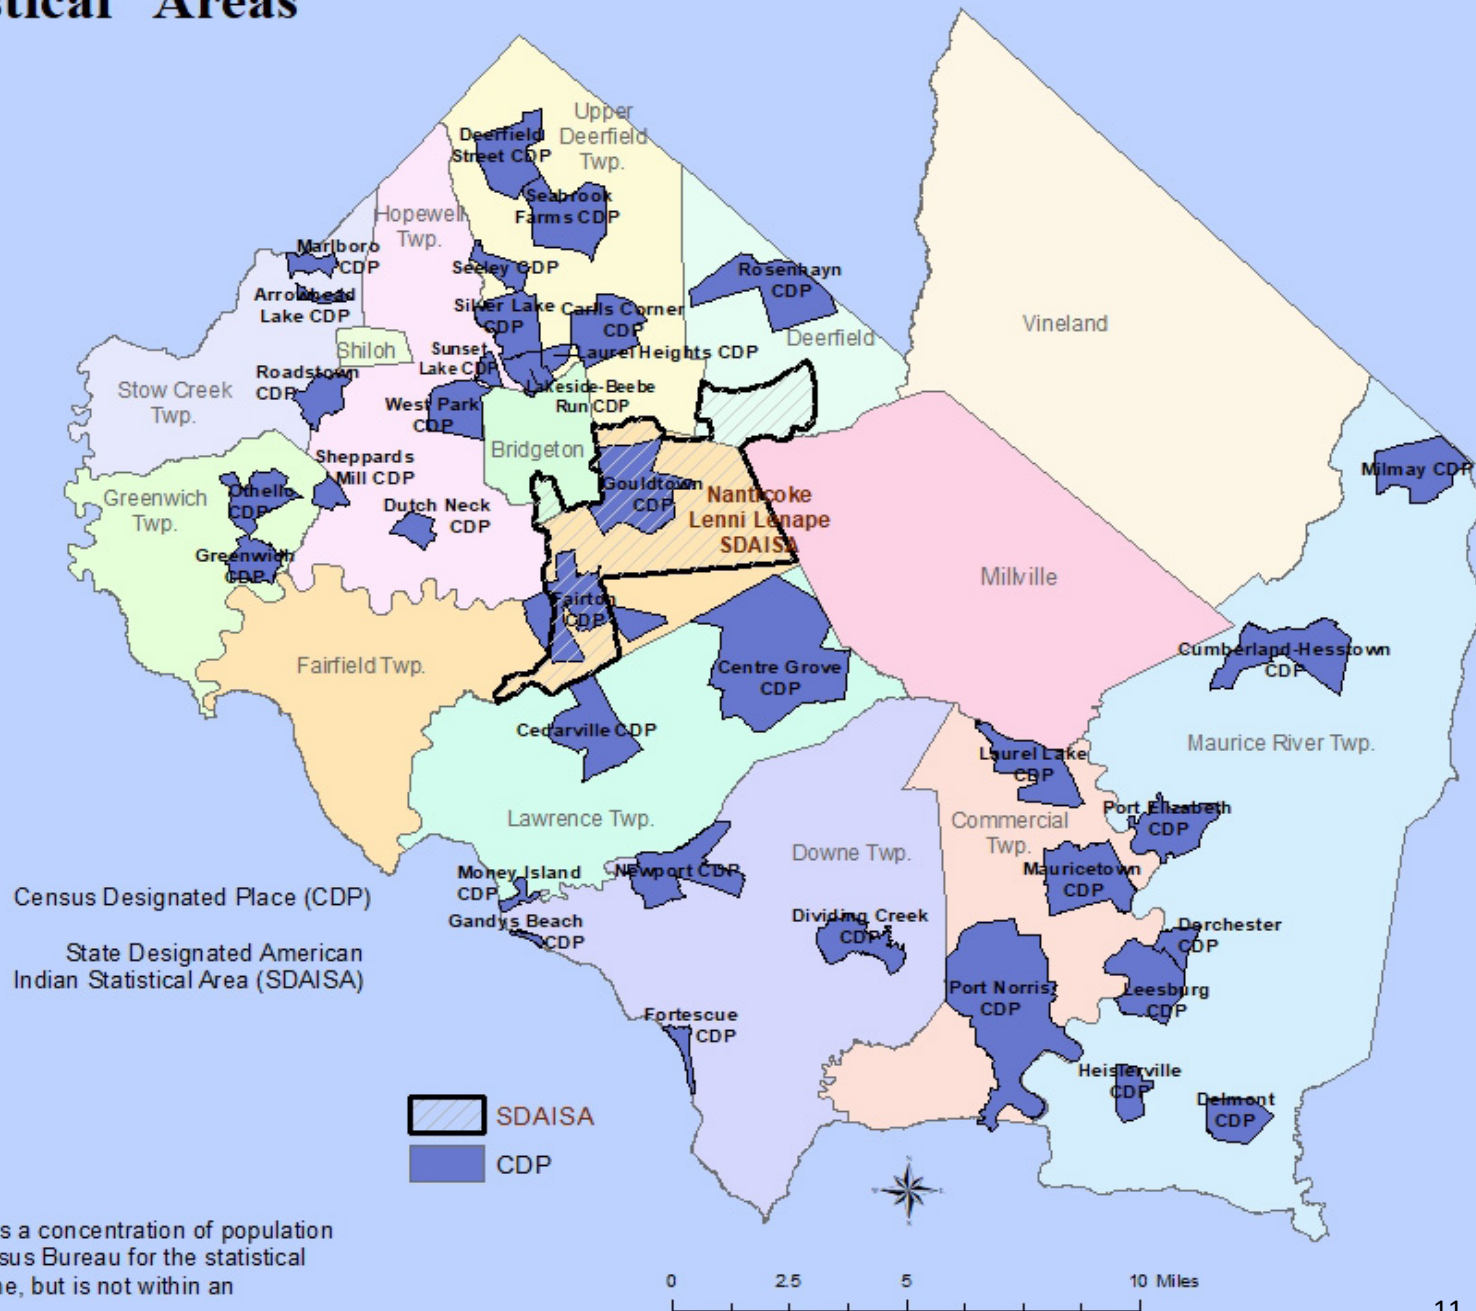 stical Areas
Upper
Deerfield
Twp.
Deerfield
Street CDP
Seabrook
Farms CDP
Hopewell
Twp.
Marlboro
CDP
Seeley CDP
Rosenhayn
CDP
Arrowhead
Lake CDP
Silver Lake
CDP
Carlls Corner
CDP
Vineland
Deerfield
Shiloh
Sunset
Lake CDP
Laurel Heights CDP
Roadstown
CDP
Lakeside-Beebe
Run CDP
Stow Creek
Twp.
West Park
CDP
Bridgeton
Sheppards
Mill CDP
Milmay CDP
Greenwich
Twp.
Othello
CDP
Dutch Neck
CDP
Gouldtown
CDP
Nanticoke
Lenni Lenape
SDAISA
Greenwich
CDP
Millville
Fairton
CDP
Fairfield Twp.
Centre Grove
CDP
Cumberland-Hesstown
CDP
Cedarville CDP
Maurice River Twp.
Laurel Lake
CDP
Lawrence Twp.
Commercial
Twp.
Port Elizabeth
CDP
Downe Twp.
Money Island
CDP
Newport CDP
Mauricetown
CDP
Census Designated Place (CDP)
Gandys Beach
CDP
Dividing Creek
CDP
Dorchester
CDP
State Designated American
Indian Statistical Area (SDAISA)
Port Norris
CDP
Leesburg
CDP
Fortescue
CDP
Heislerville
CDP
Delmont
CDP
SDAISA
CDP
N
s a concentration of population
sus Bureau for the statistical
ne, but is not within an
0 2.5 5 10 Miles
11